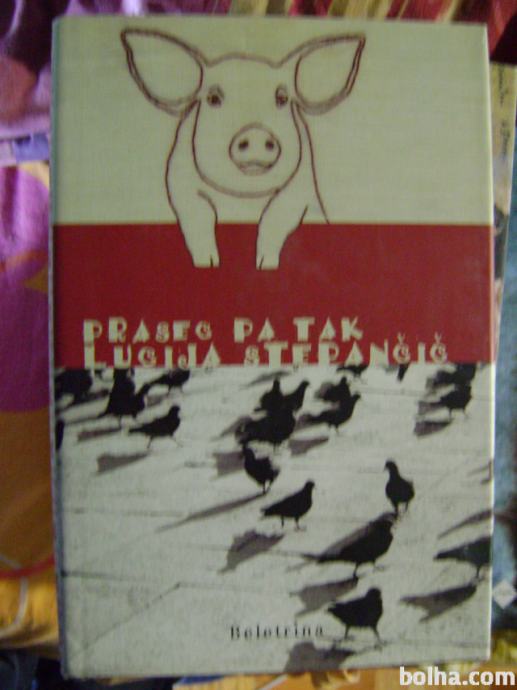 PRASEC PA TAK
LUCIJA STEPANČIČ
Beletrina
bolha.com